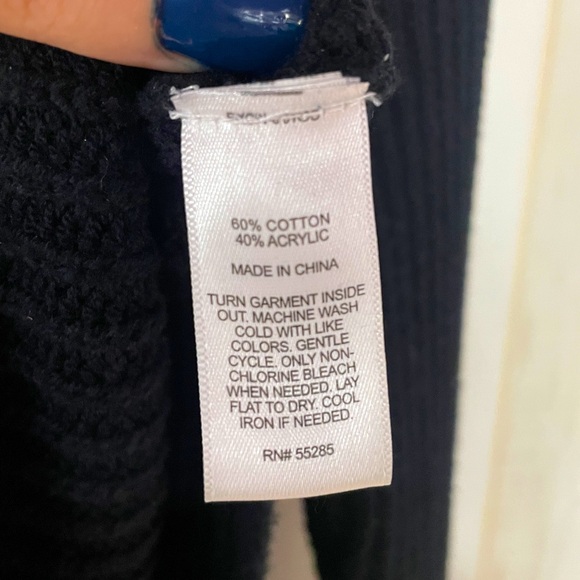 60% COTTON
40% ACRYLIC
MADE IN CHINA
TURN GARMENT INSIDE
OUT. MACHINE WASH
COLD WITH LIKE
COLORS. GENTLE
CYCLE. ONLY NON-
CHLORINE BLEACH
WHEN NEEDED. LAY
FLAT TO DRY. COOL
IRON IF NEEDED.
RN# 55285